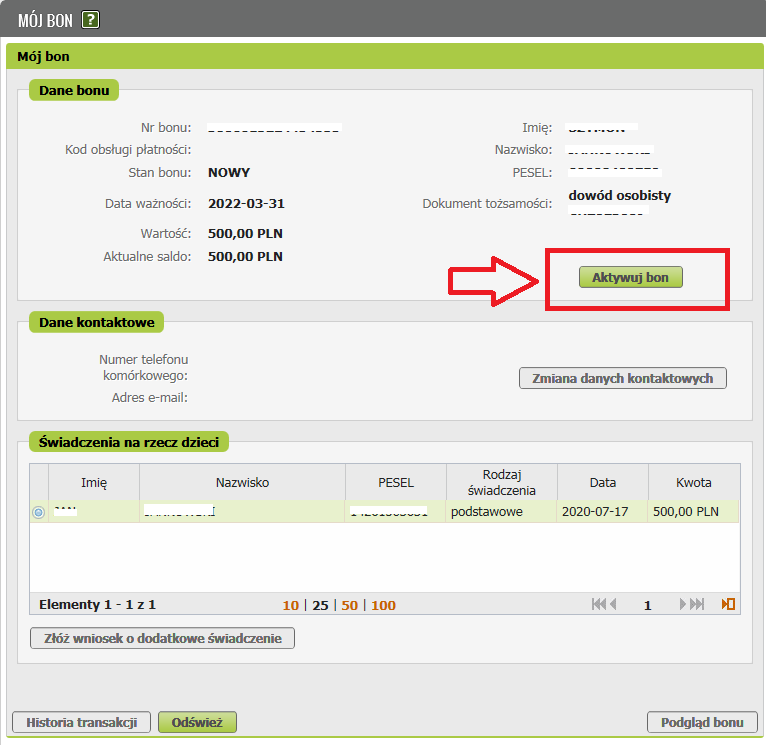 MÓJ BON ?
Mój bon
Dane bonu
Nr bonu:
Kod obsługi płatności:
Stan bonu: NOWY
Data ważności: 2022-03-31
Wartość: 500,00 PLN
Aktualne saldo: 500,00 PLN
Imię:
Nazwisko:
PESEL:
Dokument tożsamości: dowód osobisty
Aktywuj bon
Dane kontaktowe
Numer telefonu
komórkowego:
Adres e-mail:
Zmiana danych kontaktowych
Świadczenia na rzecz dzieci
Imię Nazwisko PESEL Rodzaj świadczenia Data Kwota
podstawowe 2020-07-17 500,00 PLN
Elementy 1 - 1 z 1 10 | 25 | 50 | 100 1
Złóż wniosek o dodatkowe świadczenie
Historia transakcji Odśwież Podgląd bonu